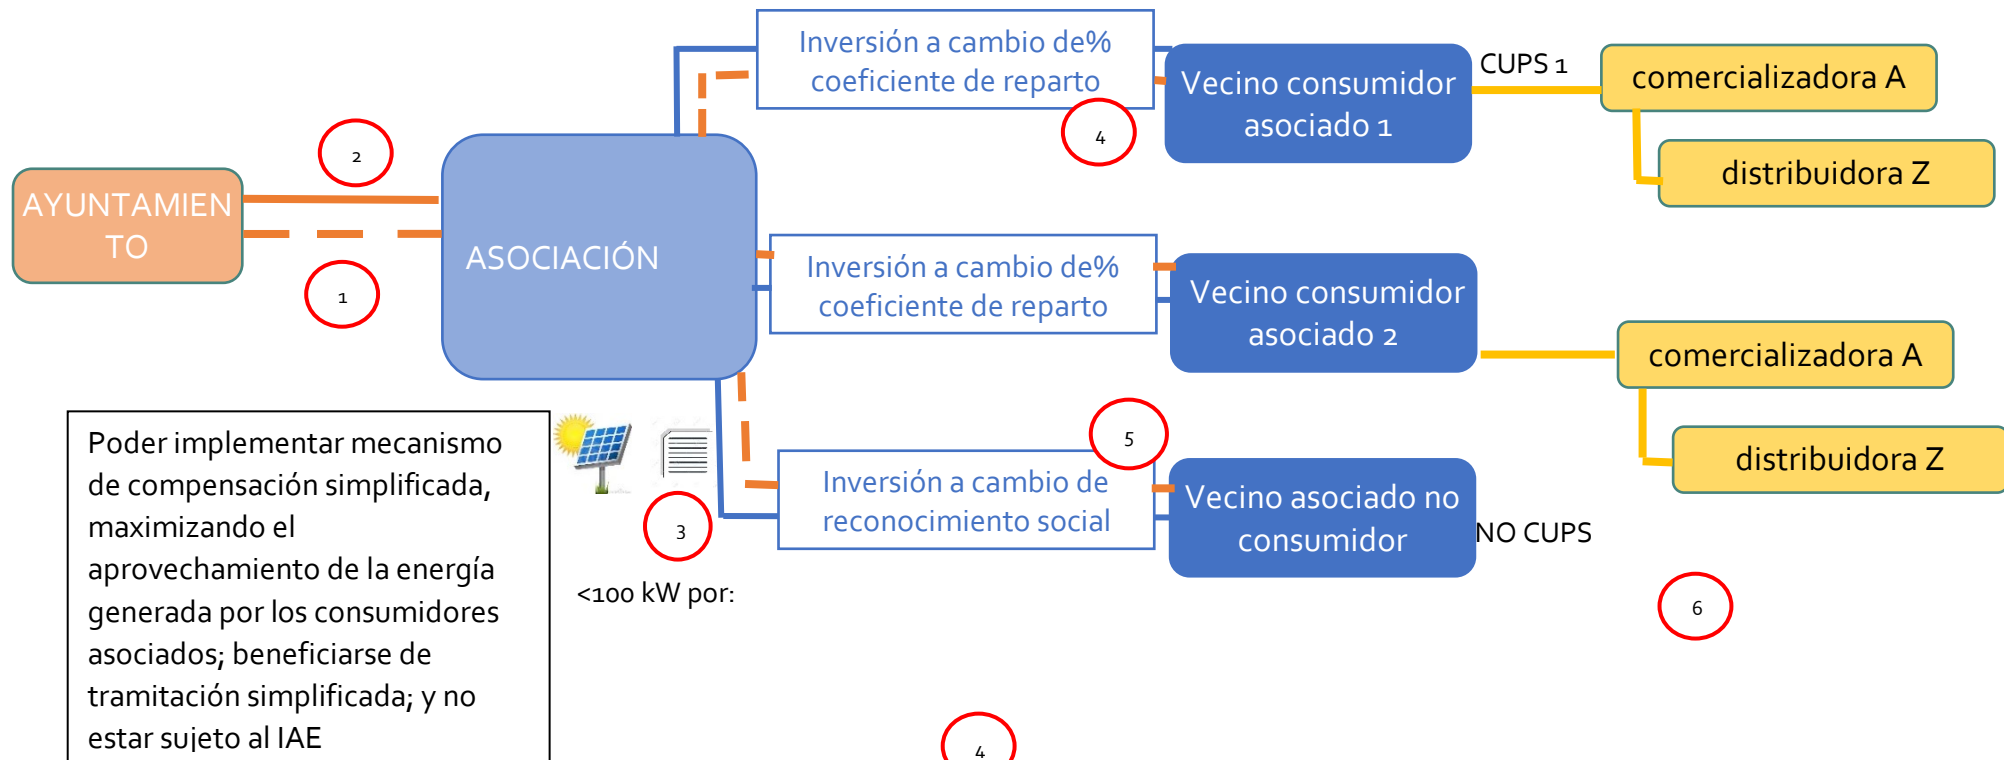 Inversión a cambio de%
coeficiente de reparto
Vecino consumidor
asociado 1
CUPS 1
comercializadora A
distribuidora Z
2
4
AYUNTAMIEN
TO
1
ASOCIACIÓN
Inversión a cambio de%
coeficiente de reparto
Vecino consumidor
asociado 2
comercializadora A
distribuidora Z
Poder implementar mecanismo
de compensación simplificada,
maximizando el
aprovechamiento de la energía
generada por los consumidores
asociados; beneficiarse de
tramitación simplificada; y no
estar sujeto al IAE
3
<100 kW por:
5
Inversión a cambio de
reconocimiento social
Vecino asociado no
consumidor
NO CUPS
6
4